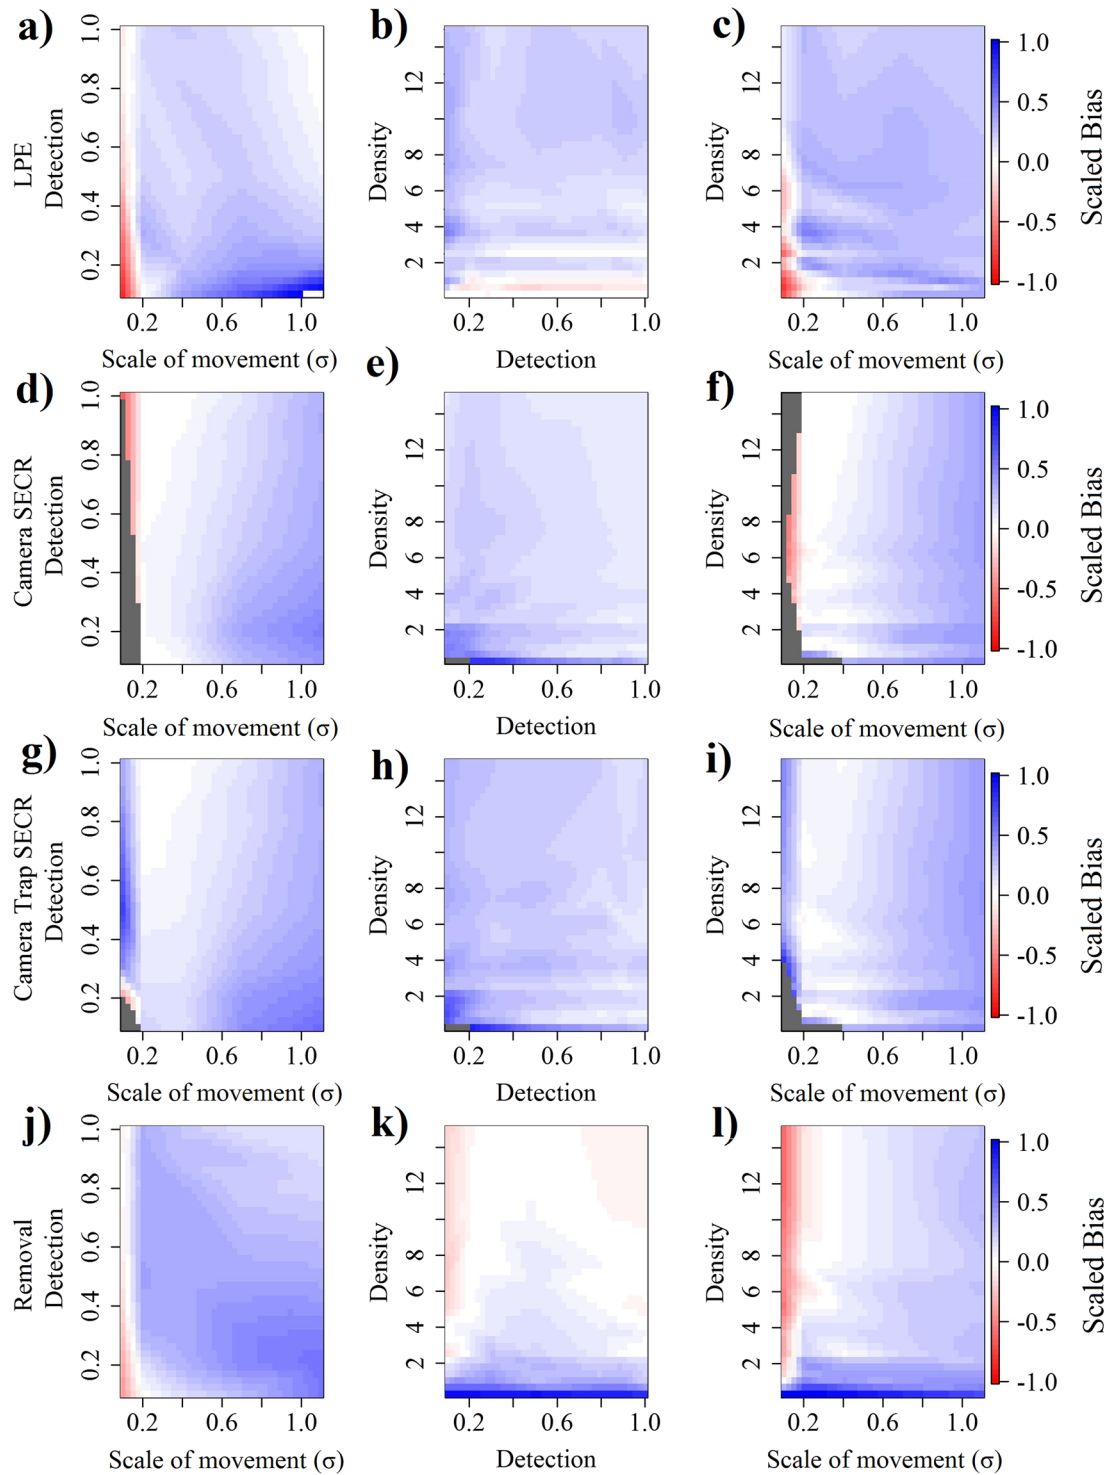 a)
b)
c)
LPE
Detection
1.0
0.8
0.6
0.4
0.2
0.2 0.6 1.0
Scale of movement (σ)
Density
12
8
6
4
2
0.2 0.6 1.0
Detection
Density
12
8
6
4
2
0.2 0.6 1.0
Scale of movement (σ)
1.0
0.5
0.0
-0.5
-1.0
Scaled Bias
d)
e)
f)
Camera SECR
Detection
1.0
0.8
0.6
0.4
0.2
0.2 0.6 1.0
Scale of movement (σ)
Density
12
8
6
4
2
0.2 0.6 1.0
Detection
Density
12
8
6
4
2
0.2 0.6 1.0
Scale of movement (σ)
1.0
0.5
0.0
-0.5
-1.0
Scaled Bias
g)
h)
i)
Camera Trap SECR
Detection
1.0
0.8
0.6
0.4
0.2
0.2 0.6 1.0
Scale of movement (σ)
Density
12
8
6
4
2
0.2 0.6 1.0
Detection
Density
12
8
6
4
2
0.2 0.6 1.0
Scale of movement (σ)
1.0
0.5
0.0
-0.5
-1.0
Scaled Bias
j)
k)
l)
Removal
Detection
1.0
0.8
0.6
0.4
0.2
0.2 0.6 1.0
Scale of movement (σ)
Density
12
8
6
4
2
0.2 0.6 1.0
Detection
Density
12
8
6
4
2
0.2 0.6 1.0
Scale of movement (σ)
1.0
0.5
0.0
-0.5
-1.0
Scaled Bias